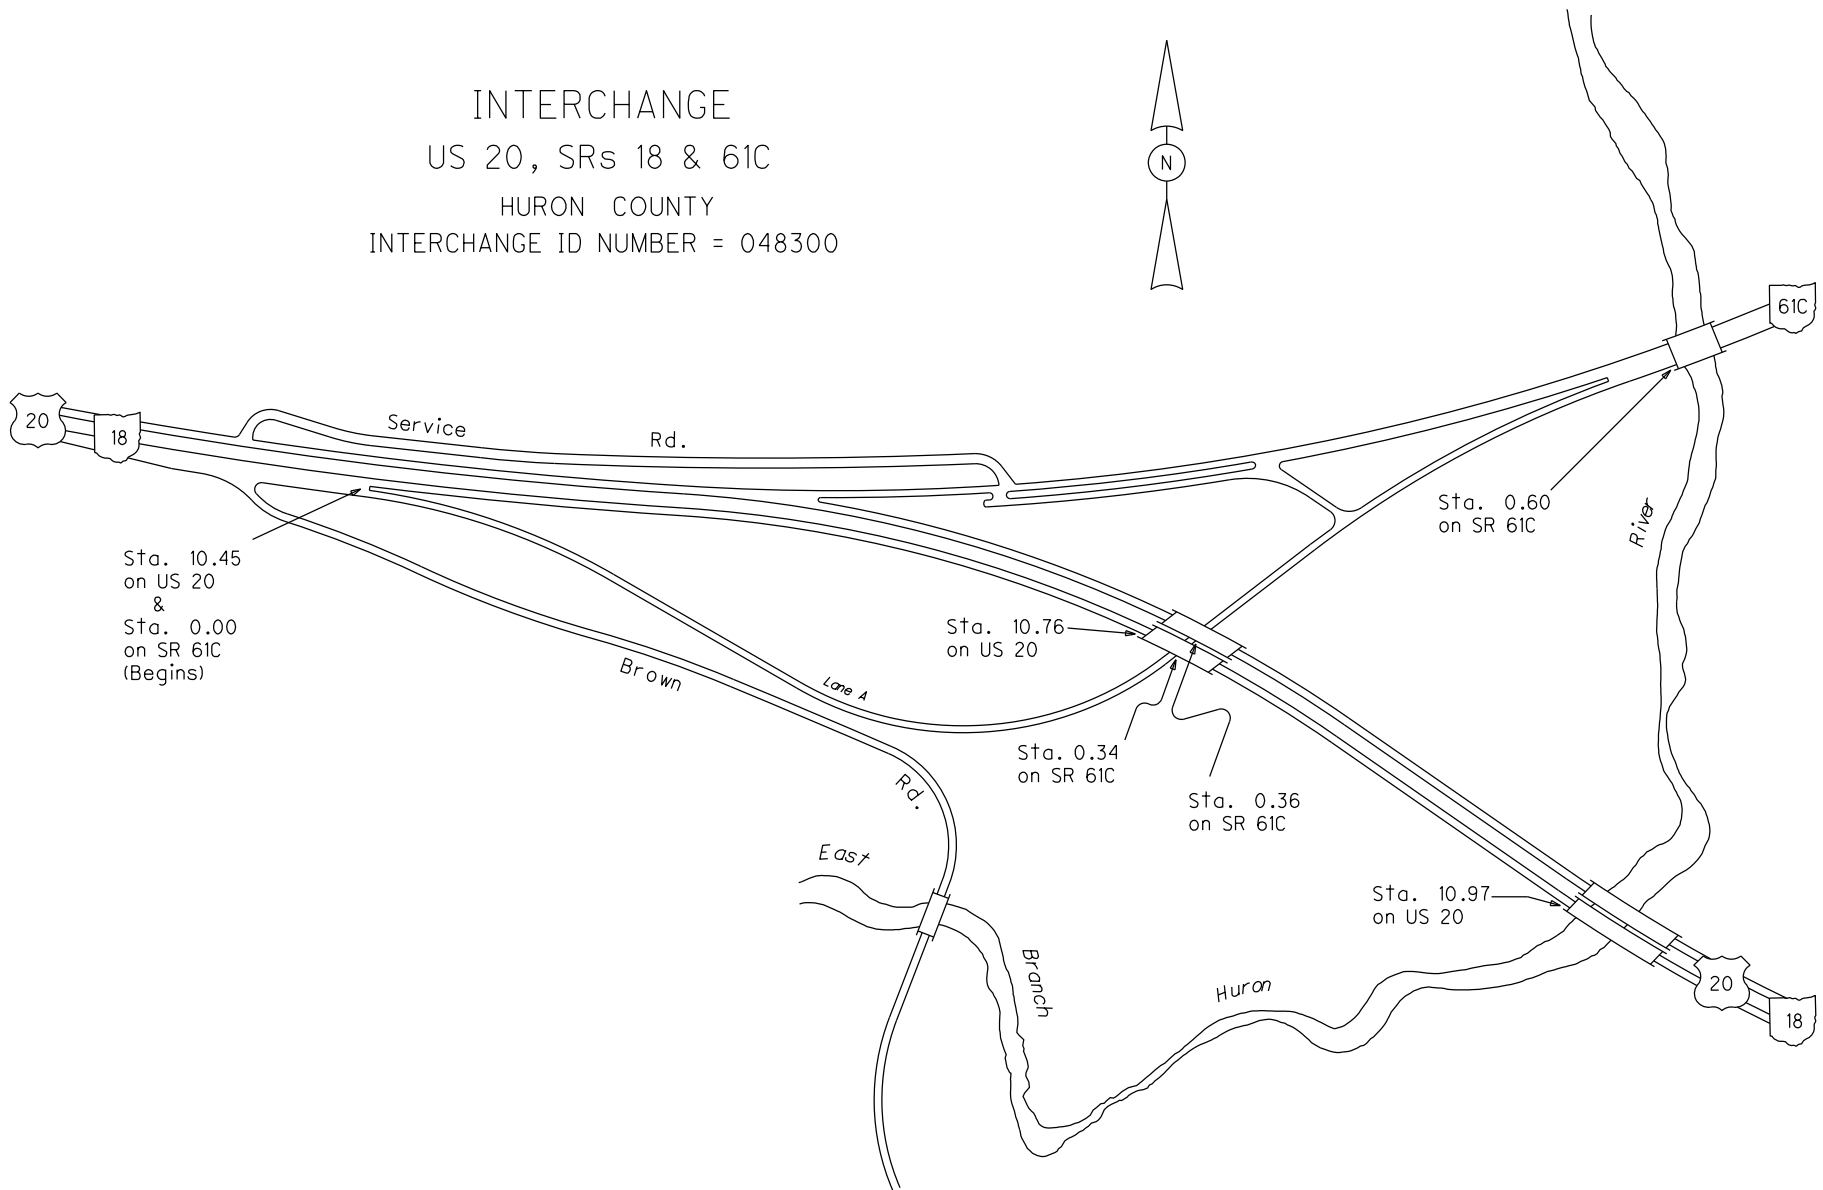 INTERCHANGE
US 20, SRs 18 & 61C
HURON COUNTY
INTERCHANGE ID NUMBER = 048300
N
61C
20
18
Service Rd.
Sta. 0.60
on SR 61C
River
Sta. 10.45
on US 20
&
Sta. 0.00
on SR 61C
(Begins)
Sta. 10.76
on US 20
Brown Rd.
Lane A
Sta. 0.34
on SR 61C
Sta. 0.36
on SR 61C
East
Branch
Huron
Sta. 10.97
on US 20
20
18